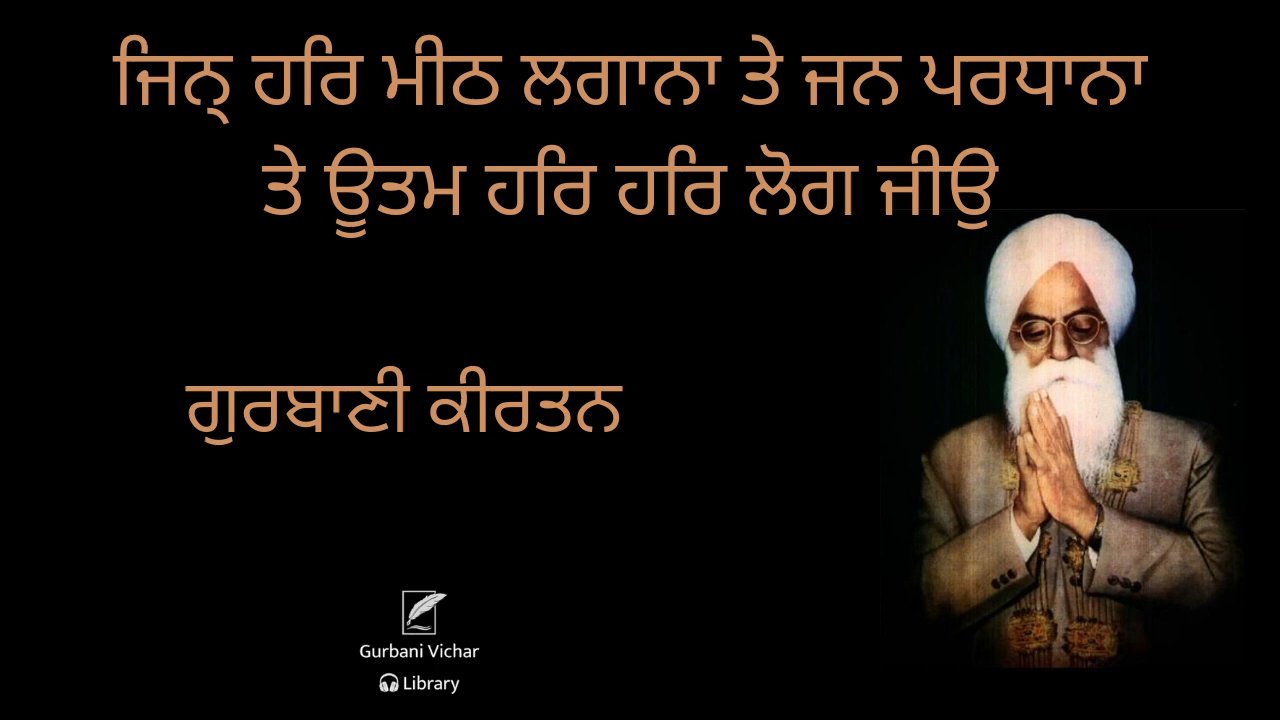 ਜਿਨ੍ ਹਰਿ ਮੀਠ ਲਗਾਨਾ ਤੇ ਜਨ ਪਰਧਾਨਾ
ਤੇ ਊਤਮ ਹਰਿ ਹਰਿ ਲੋਗ ਜੀਉ
ਗੁਰਬਾਣੀ ਕੀਰਤਨ
Gurbani Vichar
Library